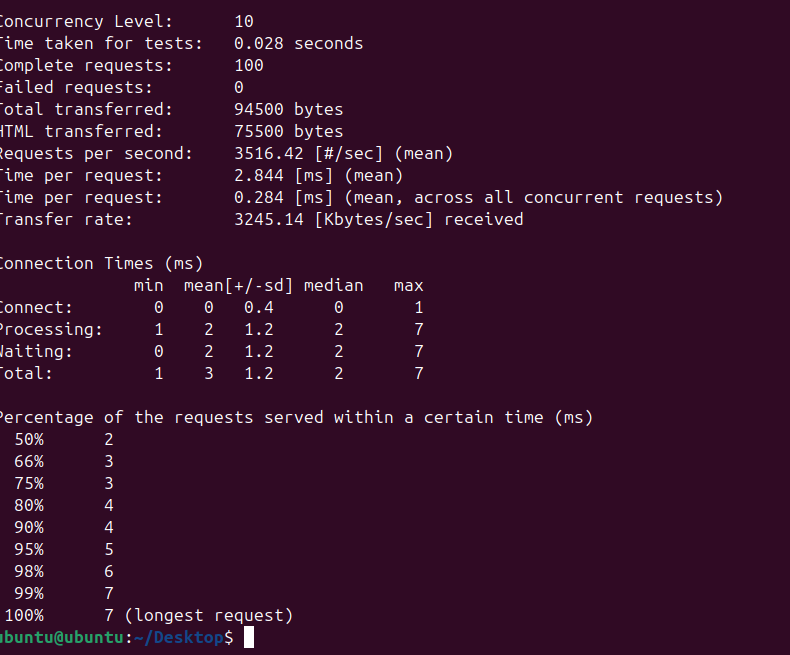 Concurrency Level:      10
Time taken for tests:   0.028 seconds
Complete requests:      100
Failed requests:        0
Total transferred:      94500 bytes
HTML transferred:       75500 bytes
Requests per second:    3516.42 [#/sec] (mean)
Time per request:       2.844 [ms] (mean)
Time per request:       0.284 [ms] (mean, across all concurrent requests)
Transfer rate:          3245.14 [Kbytes/sec] received
Connection Times (ms)
              min  mean[+/-sd] median   max
Connect:        0    0   0.4      0       1
Processing:     1    2   1.2      2       7
Waiting:        0    2   1.2      2       7
Total:          1    3   1.2      2       7
Percentage of the requests served within a certain time (ms)
  50%      2
  66%      3
  75%      3
  80%      4
  90%      4
  95%      5
  98%      6
  99%      7
 100%      7 (longest request)
ubuntu@ubuntu:~/Desktop$